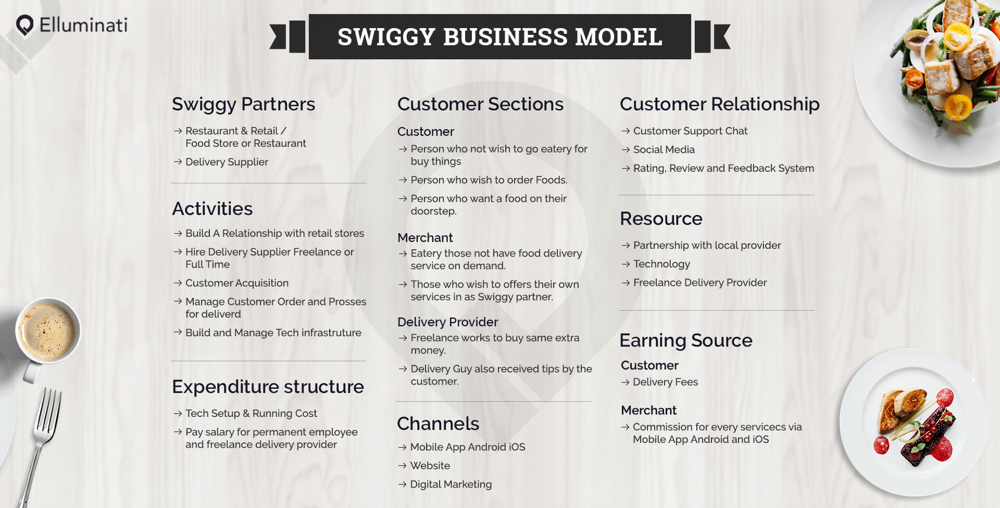 Elluminati
SWIGGY BUSINESS MODEL
Swiggy Partners
→ Restaurant & Retail /
Food Store or Restaurant
→ Delivery Supplier
Activities
→ Build A Relationship with retail stores
→ Hire Delivery Supplier Freelance or
Full Time
→ Customer Acquisition
→ Manage Customer Order and Prosses
for deliverd
→ Build and Manage Tech infrastruture
Expenditure structure
→ Tech Setup & Running Cost
→ Pay salary for permanent employee
and freelance delivery provider
Customer Sections
Customer
→ Person who not wish to go eatery for
buy things
→ Person who wish to order Foods.
→ Person who want a food on their
doorstep.
Merchant
→ Eatery those not have food delivery
service on demand.
→ Those who wish to offers their own
services in as Swiggy partner.
Delivery Provider
→ Freelance works to buy same extra
money.
→ Delivery Guy also received tips by the
customer.
Channels
→ Mobile App Android iOS
→ Website
→ Digital Marketing
Customer Relationship
→ Customer Support Chat
→ Social Media
→ Rating, Review and Feedback System
Resource
→ Partnership with local provider
→ Technology
→ Freelance Delivery Provider
Earning Source
Customer
→ Delivery Fees
Merchant
→ Commission for every servicecs via
Mobile App Android and iOS